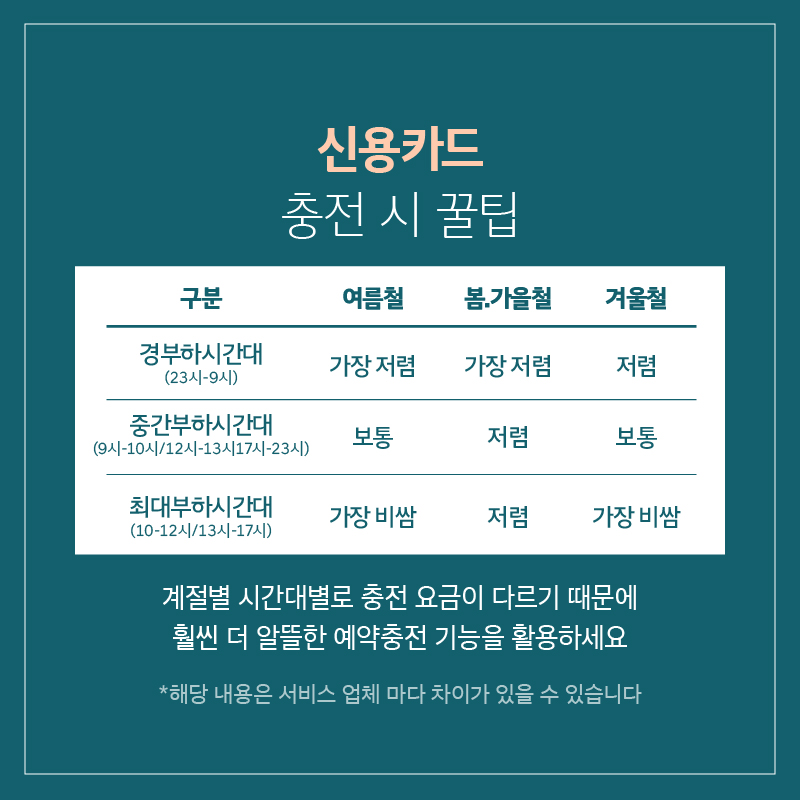 신용카드
충전 시 꿀팁
구분 여름철 봄.가을철 겨울철
경부하시간대
(23시-9시)
가장 저렴 가장 저렴 저렴
중간부하시간대
(9시-10시/12시-13시17시-23시)
보통 저렴 보통
최대부하시간대
(10-12시/13시-17시)
가장 비쌈 저렴 가장 비쌈
계절별 시간대별로 충전 요금이 다르기 때문에
훨씬 더 알뜰한 예약충전 기능을 활용하세요
*해당 내용은 서비스 업체 마다 차이가 있을 수 있습니다